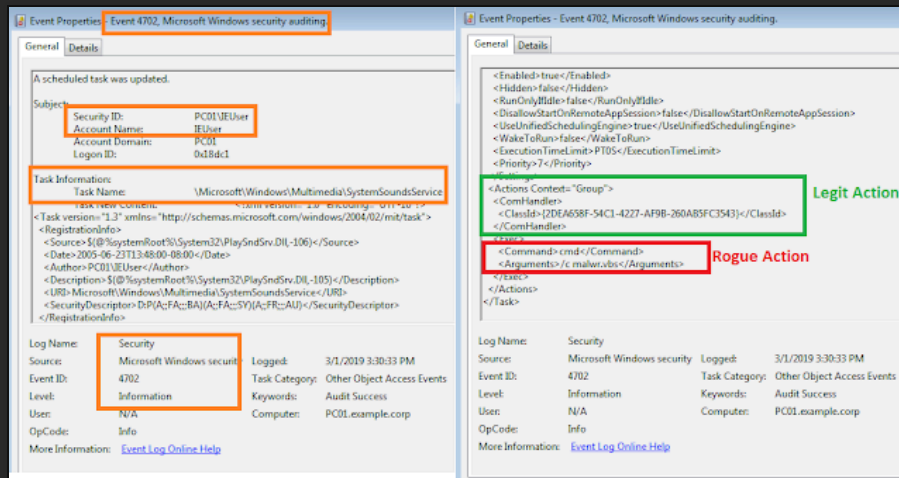 Event Properties - Event 4702, Microsoft Windows security auditing.
General Details
A scheduled task was updated.
Subject:
Security ID: PC01\IEUser
Account Name: IEUser
Account Domain: PC01
Logon ID: 0x18dc1
Task Information:
Task Name: \Microsoft\Windows\Multimedia\SystemSoundsService
Task New Content:
<Task version="1.3" xmlns="http://schemas.microsoft.com/windows/2004/02/mit/task">
<RegistrationInfo>
<Source>$(@%systemRoot%\System32\PlaySndSrv.Dll,-106)</Source>
<Date>2005-06-23T13:48:00-08:00</Date>
<Author>PC01\IEUser</Author>
<Description>$(@%systemRoot%\System32\PlaySndSrv.Dll,-105)</Description>
<URI>Microsoft\Windows\Multimedia\SystemSoundsService</URI>
<SecurityDescriptor>D:P(A;;FA;;;BA)(A;;FA;;;SY)(A;;FR;;;AU)</SecurityDescriptor>
</RegistrationInfo>
Log Name: Security
Source: Microsoft Windows security Logged: 3/1/2019 3:30:33 PM
Event ID: 4702 Task Category: Other Object Access Events
Level: Information Keywords: Audit Success
User: N/A Computer: PC01.example.corp
OpCode: Info
More Information: Event Log Online Help
Event Properties - Event 4702, Microsoft Windows security auditing.
General Details
<Enabled>true</Enabled>
<Hidden>false</Hidden>
<RunOnlyIfIdle>false</RunOnlyIfIdle>
<DisallowStartOnRemoteAppSession>false</DisallowStartOnRemoteAppSession>
<UseUnifiedSchedulingEngine>true</UseUnifiedSchedulingEngine>
<WakeToRun>false</WakeToRun>
<ExecutionTimeLimit>PT0S</ExecutionTimeLimit>
<Priority>7</Priority>
</Settings>
<Actions Context="Group">
<ComHandler>
<ClassId>{2DEA658F-54C1-4227-AF9B-260AB5FC3543}</ClassId>
</ComHandler>
Legit Action
<Exec>
<Command>cmd</Command>
<Arguments>/c malwr.vbs</Arguments>
Rogue Action
</Exec>
</Actions>
</Task>
Log Name: Security
Source: Microsoft Windows security Logged: 3/1/2019 3:30:33 PM
Event ID: 4702 Task Category: Other Object Access Events
Level: Information Keywords: Audit Success
User: N/A Computer: PC01.example.corp
OpCode: Info
More Information: Event Log Online Help